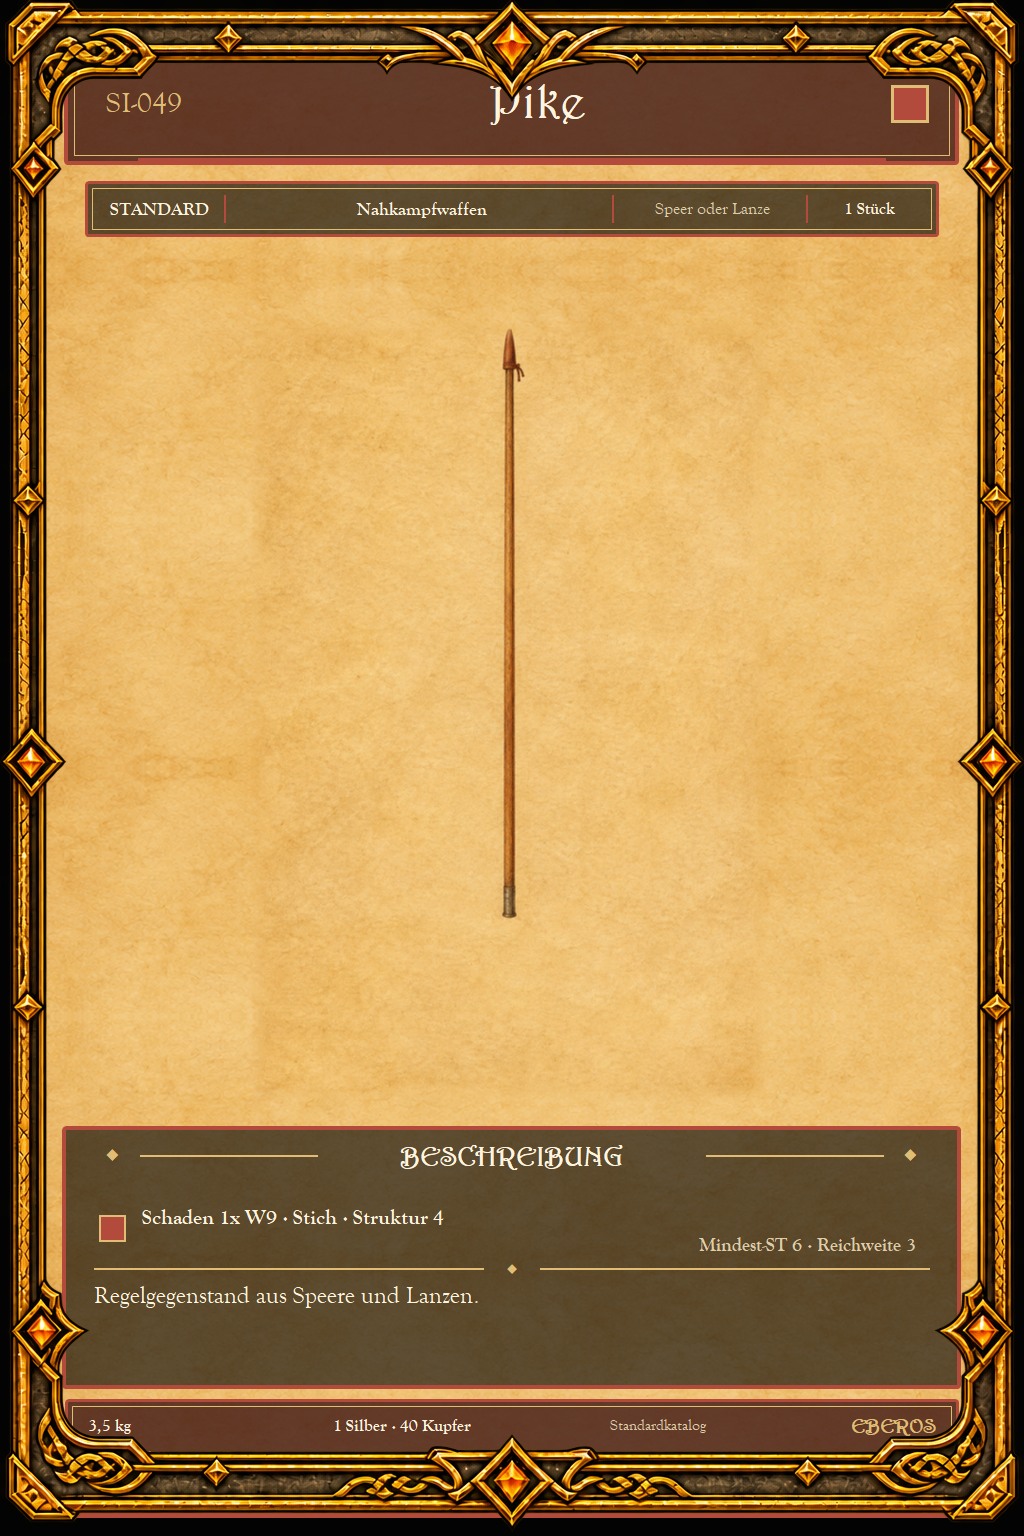 SI-049
Pike
STANDARD
Nahkampfwaffen
Speer oder Lanze
1 Stück
BESCHREIBUNG
Schaden 1x W9 · Stich · Struktur 4
Mindest-ST 6 · Reichweite 3
Regelgegenstand aus Speere und Lanzen.
3,5 kg
1 Silber · 40 Kupfer
Standardkatalog
EBEROS